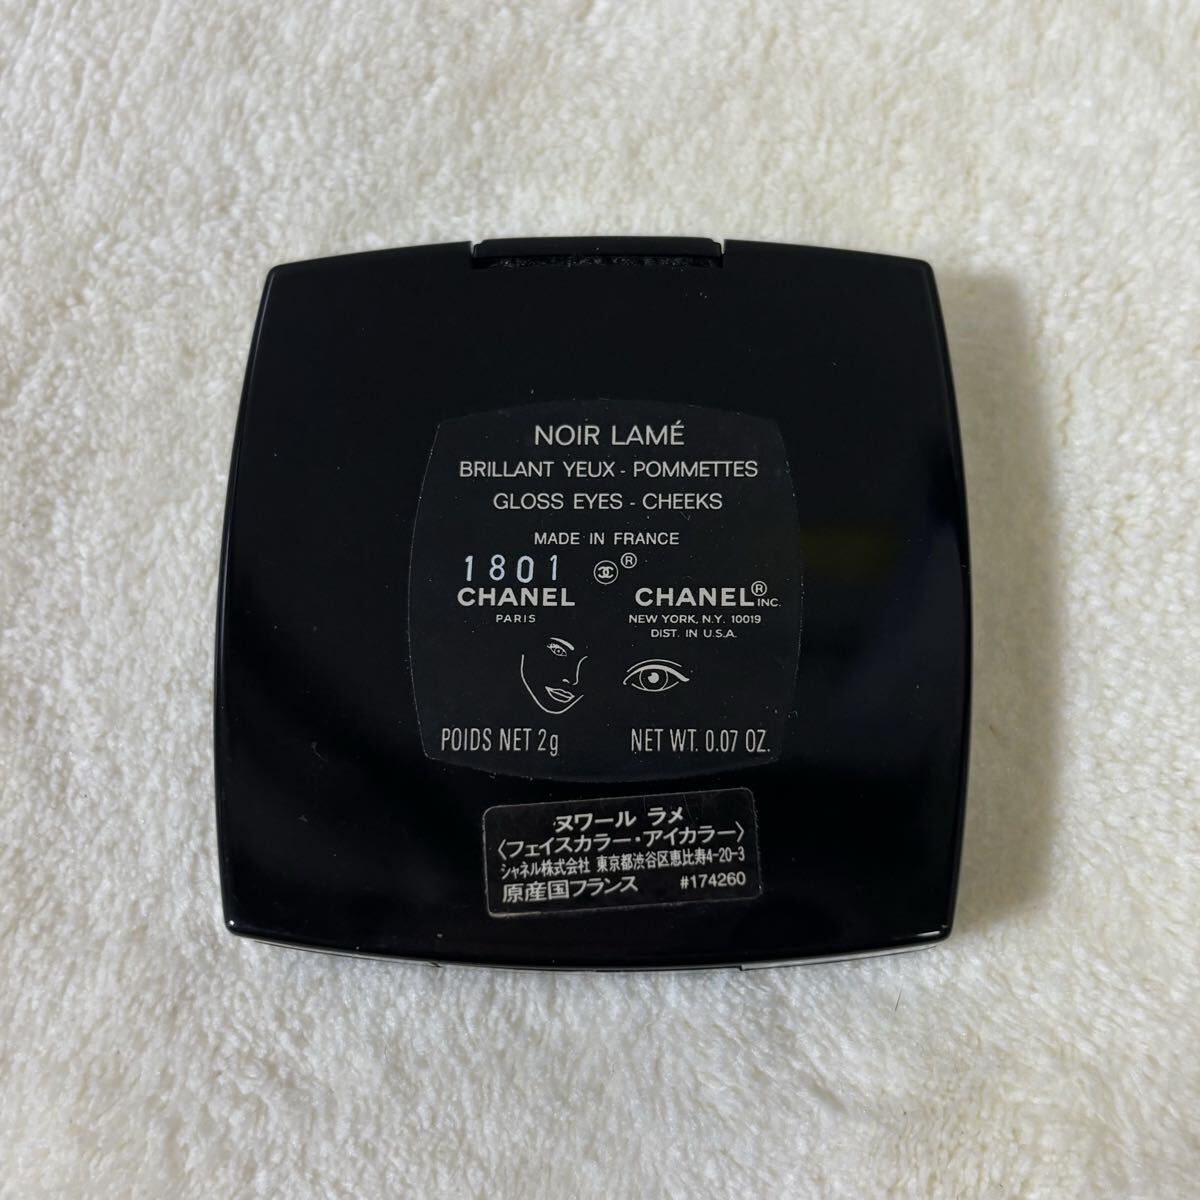 NOIR LAMÉ
BRILLANT YEUX - POMMETTES
GLOSS EYES - CHEEKS
MADE IN FRANCE
1801 ®
CHANEL
PARIS
CHANEL® INC.
NEW YORK, N.Y. 10019
DIST. IN U.S.A.
POIDS NET 2g
NET WT. 0.07 OZ.
ヌワール ラメ
〈フェイスカラー・アイカラー〉
シャネル株式会社 東京都渋谷区恵比寿4-20-3
原産国フランス #174260